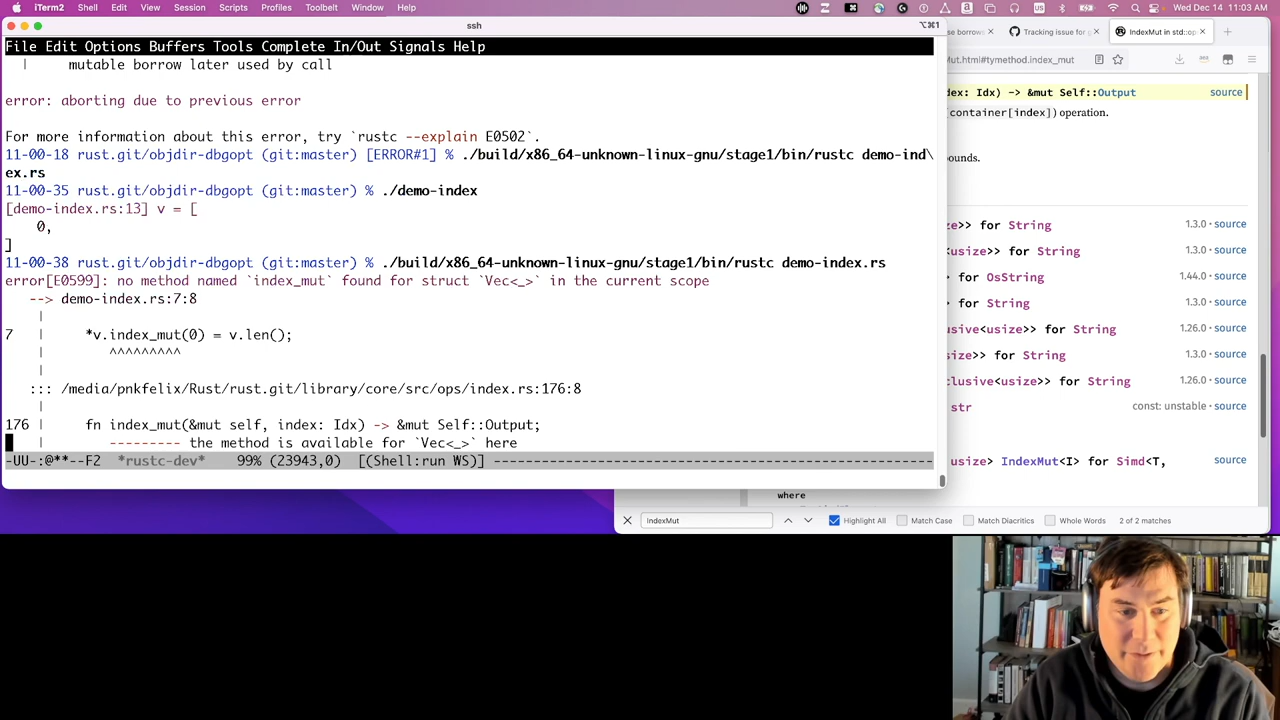 iTerm2 Shell Edit View Session Scripts Profiles Toolbelt Window Help Wed Dec 14 11:03 AM
ssh ⌥⌘1
File Edit Options Buffers Tools Complete In/Out Signals Help
| mutable borrow later used by call
error: aborting due to previous error
For more information about this error, try `rustc --explain E0502`.
11-00-18 rust.git/objdir-dbgopt (git:master) [ERROR#1] % ./build/x86_64-unknown-linux-gnu/stage1/bin/rustc demo-ind\
ex.rs
11-00-35 rust.git/objdir-dbgopt (git:master) % ./demo-index
[demo-index.rs:13] v = [
0,
]
11-00-38 rust.git/objdir-dbgopt (git:master) % ./build/x86_64-unknown-linux-gnu/stage1/bin/rustc demo-index.rs
error[E0599]: no method named `index_mut` found for struct `Vec<_>` in the current scope
--> demo-index.rs:7:8
|
7 | *v.index_mut(0) = v.len();
| ^^^^^^^^^
|
::: /media/pnkfelix/Rust/rust.git/library/core/src/ops/index.rs:176:8
|
176 | fn index_mut(&mut self, index: Idx) -> &mut Self::Output;
| --------- the method is available for `Vec<_>` here
-UU-:@**--F2 *rustc-dev* 99% (23943,0) [(Shell:run WS)]
se borrows Tracking issue for IndexMut in std::op
Mut.html#tymethod.index_mut
ex: Idx) -> &mut Self::Output source
container[index]) operation.
ounds.
ize>> for String 1.3.0 · source
usize>> for String 1.3.0 · source
for OsString 1.44.0 · source
> for String 1.3.0 · source
usive<usize>> for String 1.26.0 · source
size>> for String 1.3.0 · source
clusive<usize>> for String 1.26.0 · source
str const: unstable · source
usize> IndexMut<I> for Simd<T, source
where
IndexMut Highlight All Match Case Match Diacritics Whole Words 2 of 2 matches